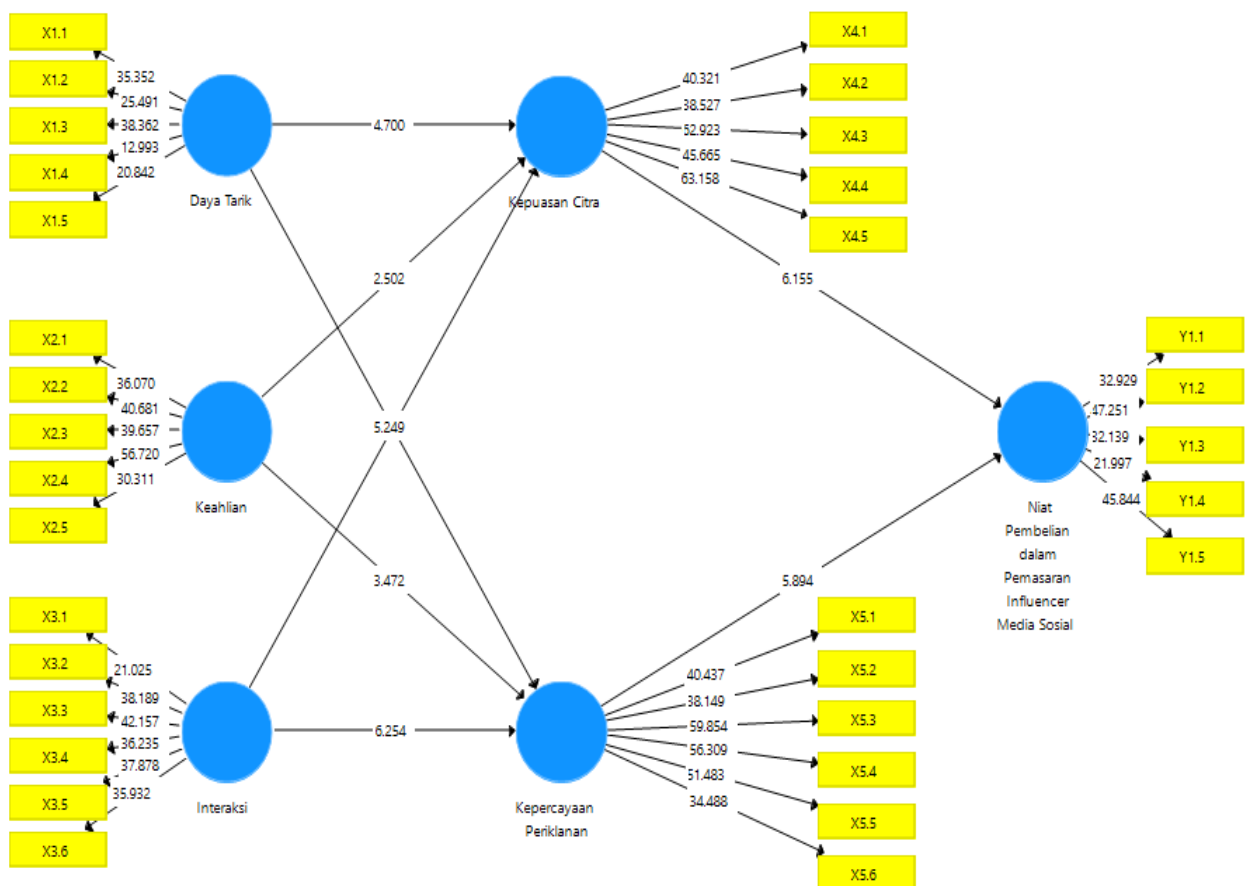 X1.1
X1.2
X1.3
X1.4
X1.5
35.352
25.491
38.362
12.993
20.842
Daya Tarik
4.700
Kepuasan Citra
40.321
38.527
52.923
45.665
63.158
X4.1
X4.2
X4.3
X4.4
X4.5
2.502
6.155
X2.1
X2.2
X2.3
X2.4
X2.5
36.070
40.681
39.657
56.720
30.311
Keahlian
5.249
3.472
5.894
32.929
47.251
32.139
21.997
45.844
Y1.1
Y1.2
Y1.3
Y1.4
Y1.5
Niat
Pembelian
dalam
Pemasaran
Influencer
Media Sosial
X3.1
X3.2
X3.3
X3.4
X3.5
X3.6
21.025
38.189
42.157
36.235
37.878
35.932
Interaksi
6.254
Kepercayaan
Periklanan
40.437
38.149
59.854
56.309
51.483
34.488
X5.1
X5.2
X5.3
X5.4
X5.5
X5.6